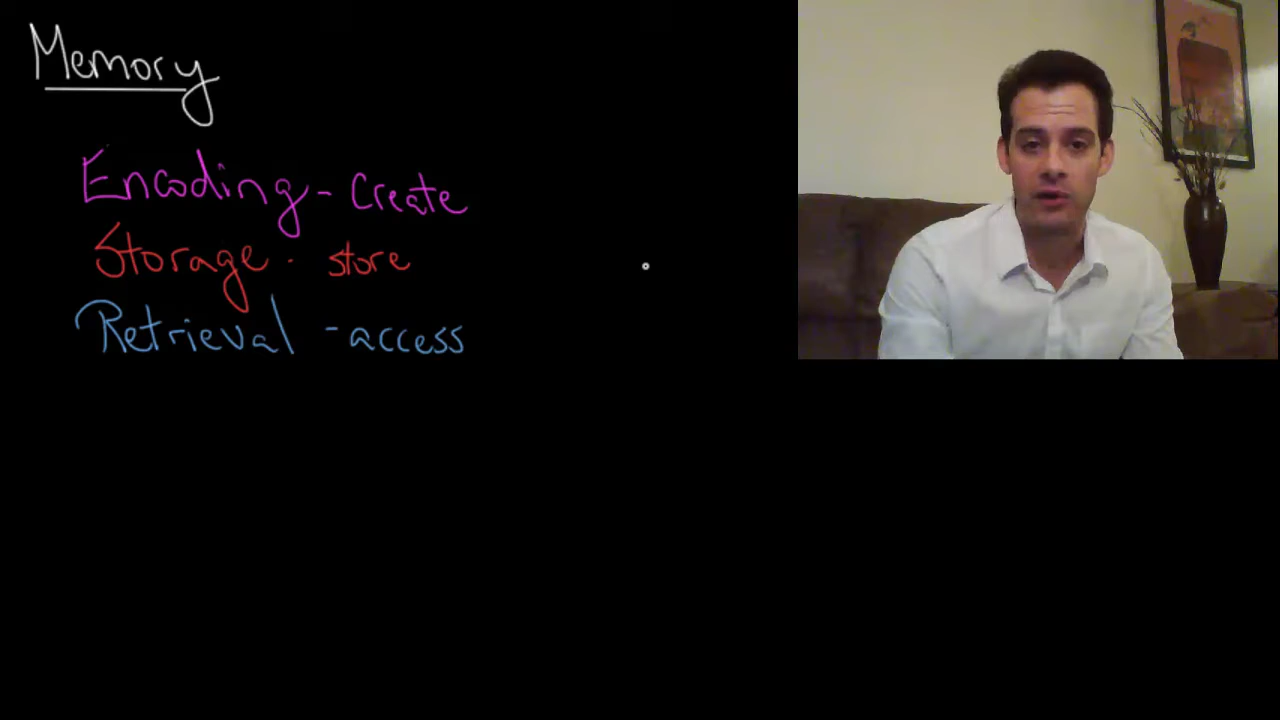 Memory
Encoding - Create
Storage - store
Retrieval - access